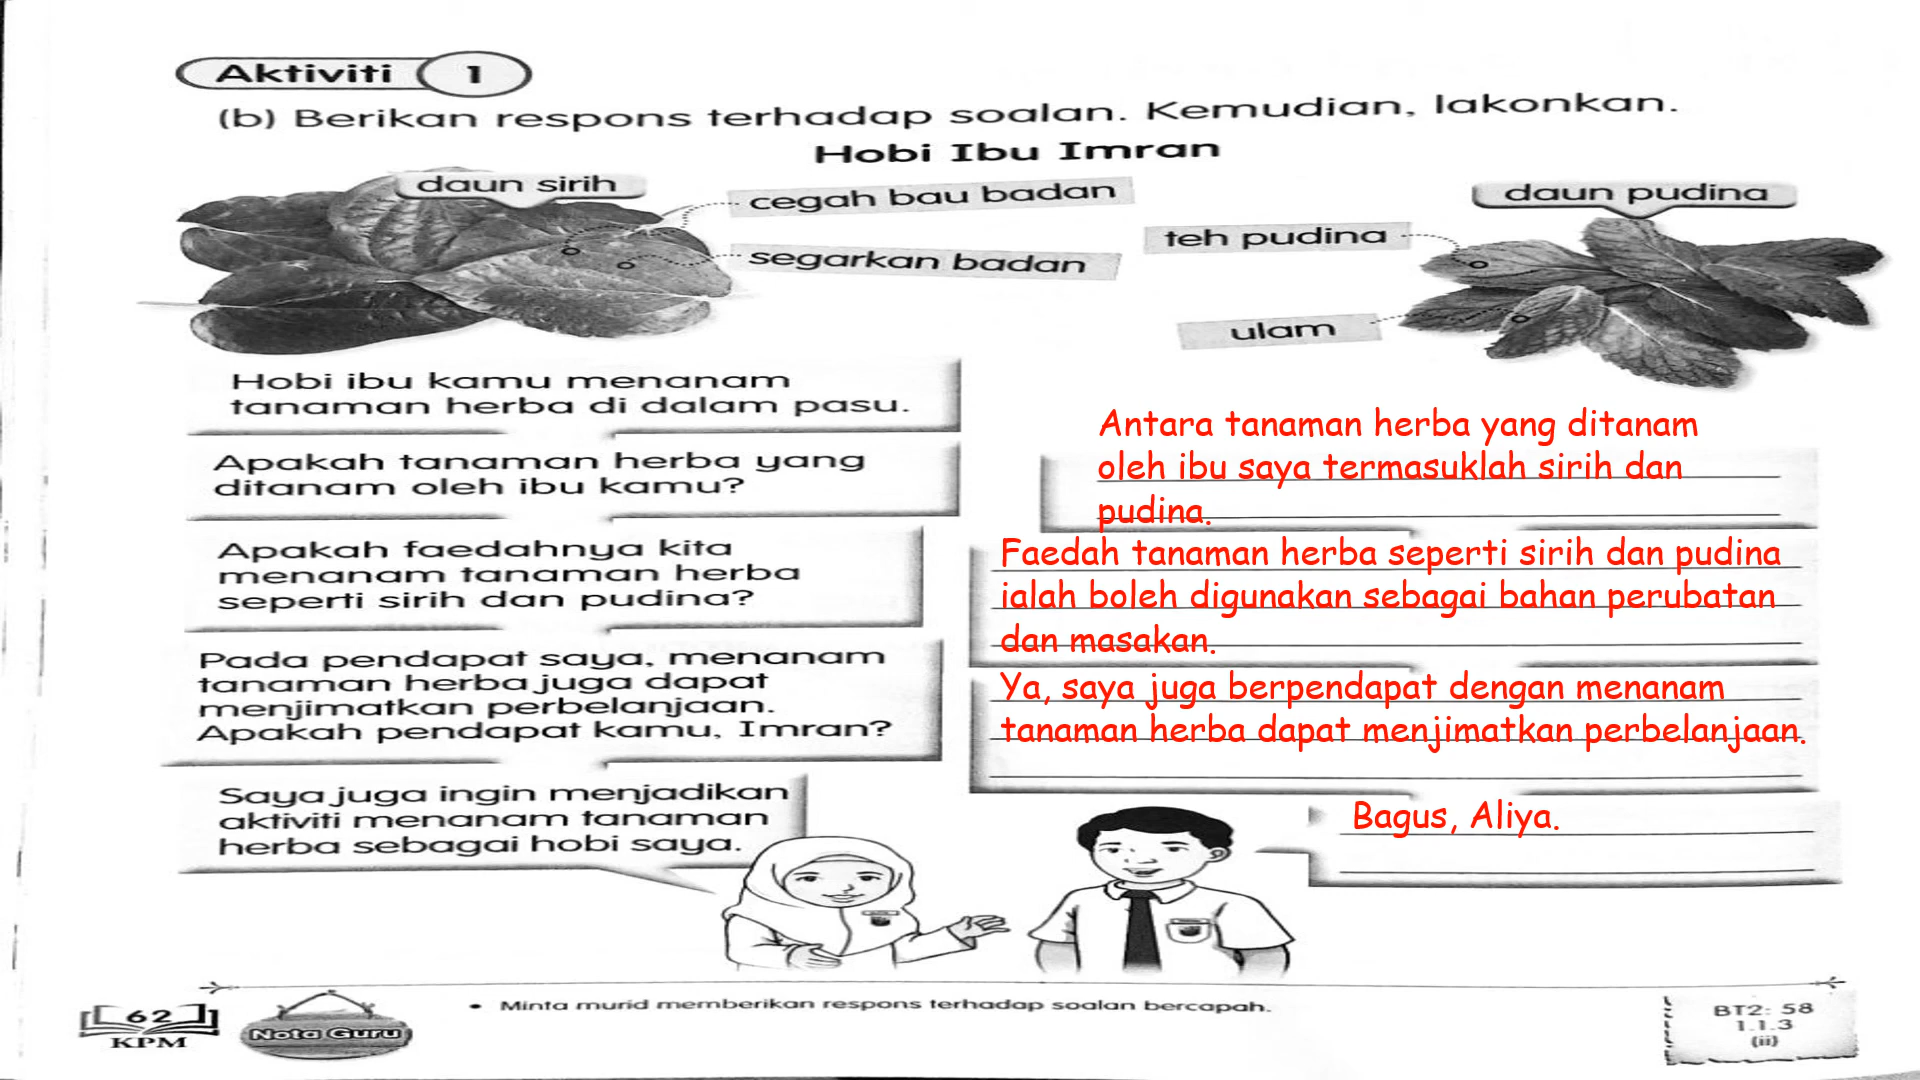 Aktiviti 1
(b) Berikan respons terhadap soalan. Kemudian, lakonkan.
Hobi Ibu Imran
daun sirih
cegah bau badan
segarkan badan
daun pudina
teh pudina
ulam
Hobi ibu kamu menanam
tanaman herba di dalam pasu.
Apakah tanaman herba yang
ditanam oleh ibu kamu?
Antara tanaman herba yang ditanam
oleh ibu saya termasuklah sirih dan
pudina.
Apakah faedahnya kita
menanam tanaman herba
seperti sirih dan pudina?
Faedah tanaman herba seperti sirih dan pudina
ialah boleh digunakan sebagai bahan perubatan
dan masakan.
Pada pendapat saya, menanam
tanaman herba juga dapat
menjimatkan perbelanjaan.
Apakah pendapat kamu, Imran?
Ya, saya juga berpendapat dengan menanam
tanaman herba dapat menjimatkan perbelanjaan.
Saya juga ingin menjadikan
aktiviti menanam tanaman
herba sebagai hobi saya.
Bagus, Aliya.
62
KPM
Nota Guru
• Minta murid memberikan respons terhadap soalan bercapah.
BT2: 58
1.1.3
(ii)